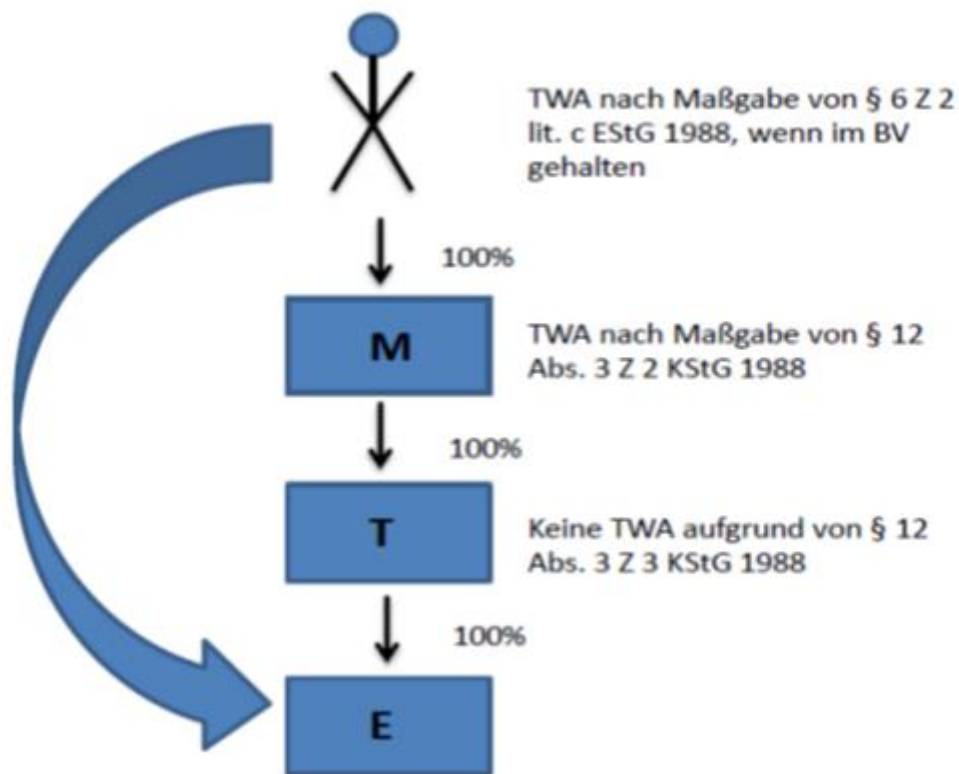 TWA nach Maßgabe von § 6 Z 2
lit. c EStG 1988, wenn im BV
gehalten
100%
M
TWA nach Maßgabe von § 12
Abs. 3 Z 2 KStG 1988
100%
T
Keine TWA aufgrund von § 12
Abs. 3 Z 3 KStG 1988
100%
E